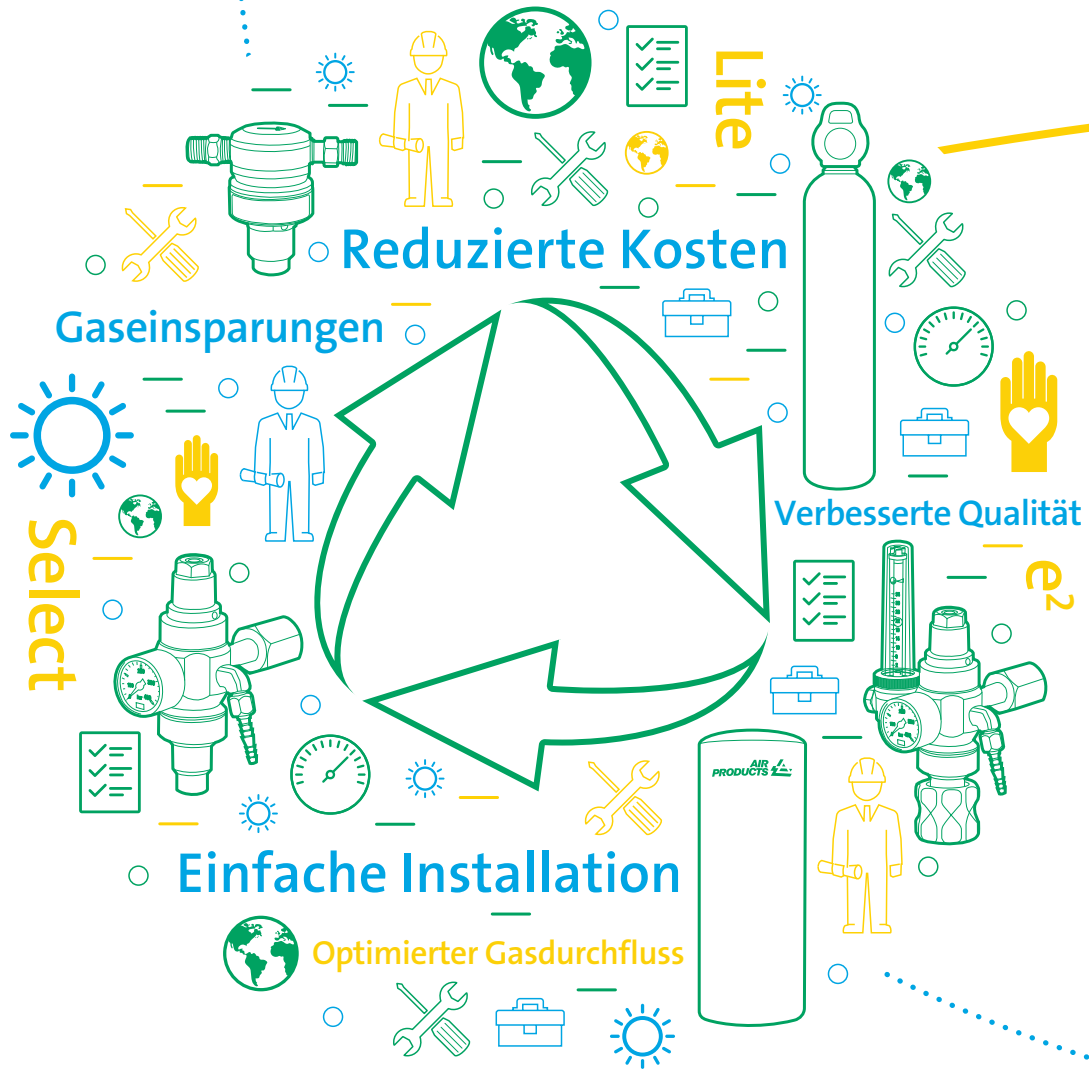 Lite
Reduzierte Kosten
Gaseinsparungen
Verbesserte Qualität
Select
e²
AIR
PRODUCTS
Einfache Installation
Optimierter Gasdurchfluss